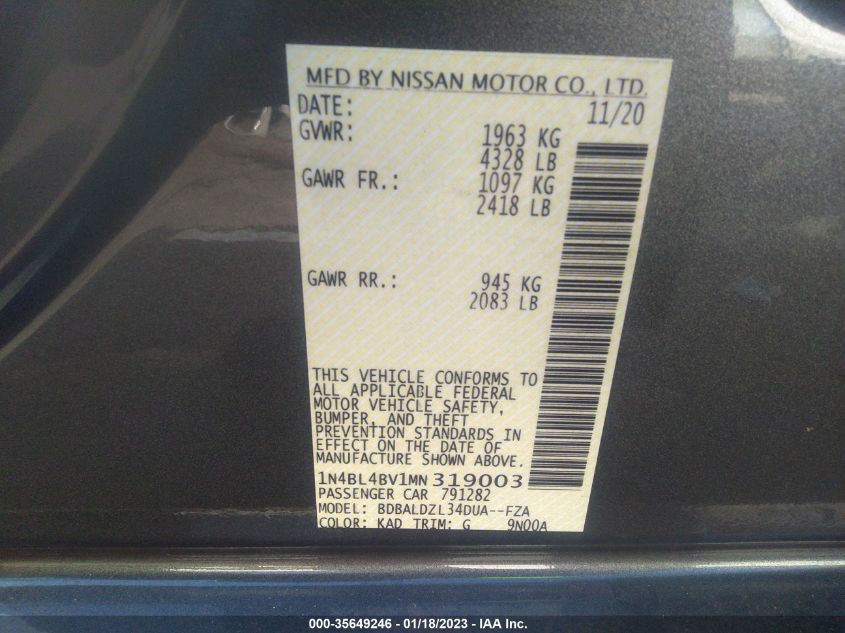 MFD BY NISSAN MOTOR CO., LTD.
DATE: 11/20
GVWR: 1963 KG
4328 LB
GAWR FR.: 1097 KG
2418 LB
GAWR RR.: 945 KG
2083 LB
THIS VEHICLE CONFORMS TO
ALL APPLICABLE FEDERAL
MOTOR VEHICLE SAFETY,
BUMPER, AND THEFT
PREVENTION STANDARDS IN
EFFECT ON THE DATE OF
MANUFACTURE SHOWN ABOVE.
1N4BL4BV1MN319003
PASSENGER CAR 791282
MODEL: BDBALDZL34DUA--FZA
COLOR: KAD TRIM: G 9N00A
000-35649246 - 01/18/2023 - IAA Inc.